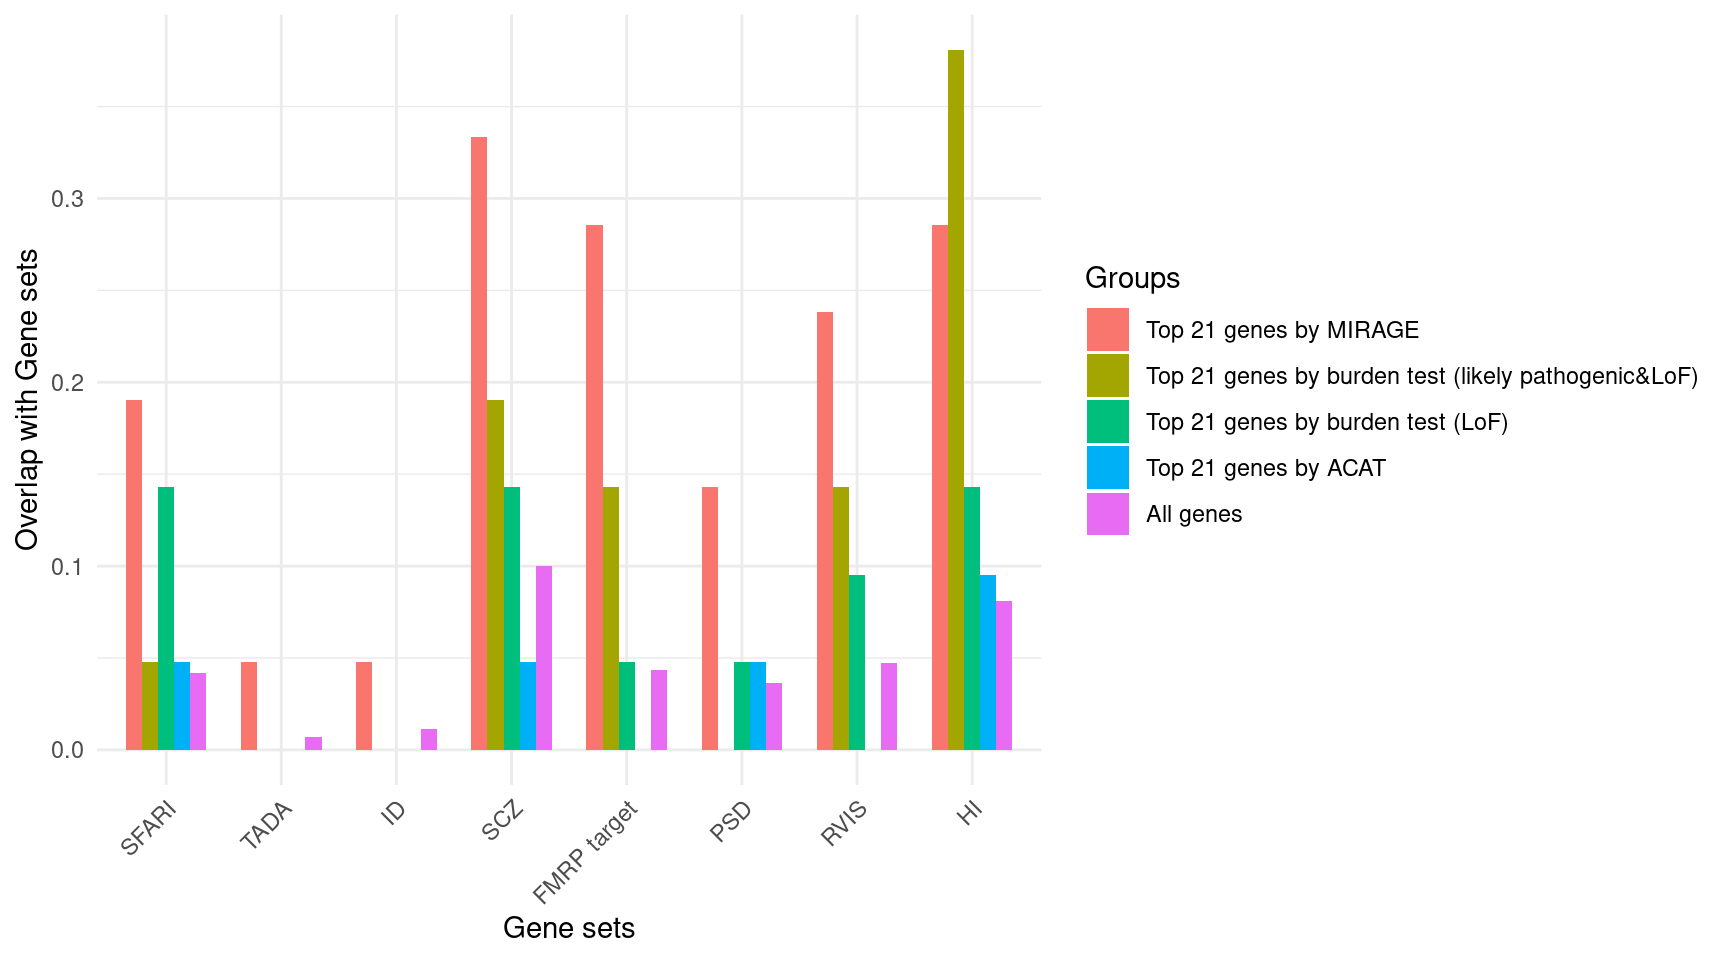 Overlap with Gene sets
0.3
0.2
0.1
0.0
SFARI
TADA
ID
SCZ
FMRP target
PSD
RVIS
HI
Gene sets
Groups
Top 21 genes by MIRAGE
Top 21 genes by burden test (likely pathogenic&LoF)
Top 21 genes by burden test (LoF)
Top 21 genes by ACAT
All genes